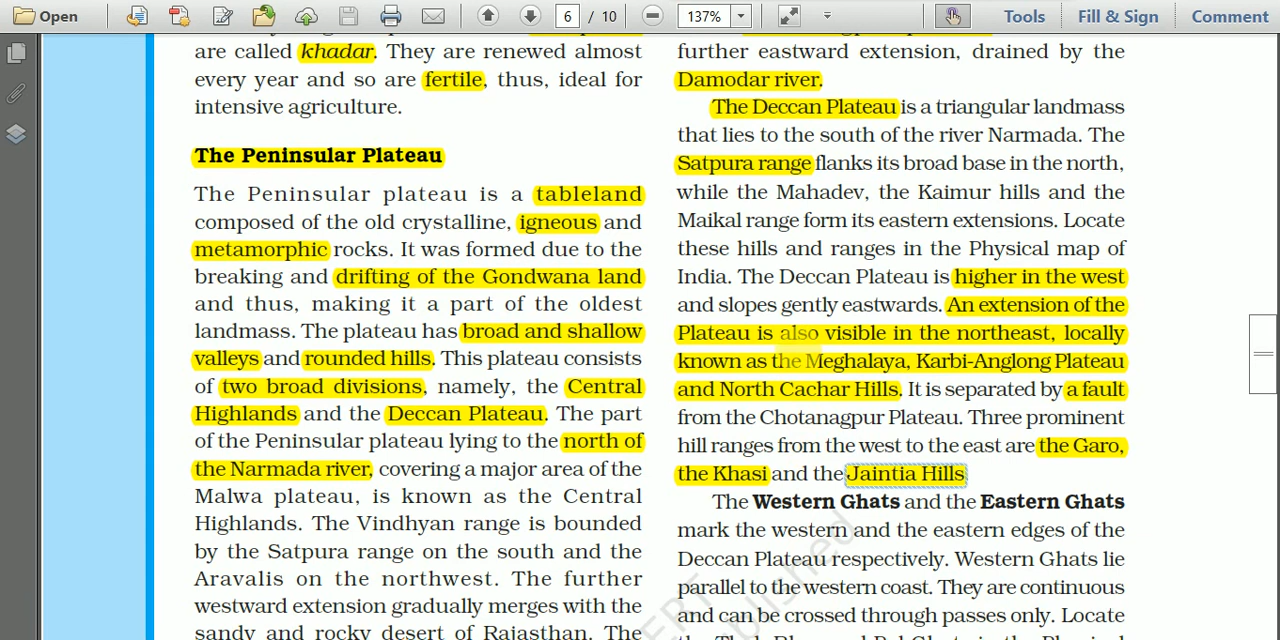 Open
6 / 10
137%
Tools
Fill & Sign
Comment
are called khadar. They are renewed almost
every year and so are fertile, thus, ideal for
intensive agriculture.
The Peninsular Plateau
The Peninsular plateau is a tableland
composed of the old crystalline, igneous and
metamorphic rocks. It was formed due to the
breaking and drifting of the Gondwana land
and thus, making it a part of the oldest
landmass. The plateau has broad and shallow
valleys and rounded hills. This plateau consists
of two broad divisions, namely, the Central
Highlands and the Deccan Plateau. The part
of the Peninsular plateau lying to the north of
the Narmada river, covering a major area of the
Malwa plateau, is known as the Central
Highlands. The Vindhyan range is bounded
by the Satpura range on the south and the
Aravalis on the northwest. The further
westward extension gradually merges with the
sandy and rocky desert of Rajasthan. The
further eastward extension, drained by the
Damodar river.
The Deccan Plateau is a triangular landmass
that lies to the south of the river Narmada. The
Satpura range flanks its broad base in the north,
while the Mahadev, the Kaimur hills and the
Maikal range form its eastern extensions. Locate
these hills and ranges in the Physical map of
India. The Deccan Plateau is higher in the west
and slopes gently eastwards. An extension of the
Plateau is also visible in the northeast, locally
known as the Meghalaya, Karbi-Anglong Plateau
and North Cachar Hills. It is separated by a fault
from the Chotanagpur Plateau. Three prominent
hill ranges from the west to the east are the Garo,
the Khasi and the Jaintia Hills
The Western Ghats and the Eastern Ghats
mark the western and the eastern edges of the
Deccan Plateau respectively. Western Ghats lie
parallel to the western coast. They are continuous
and can be crossed through passes only. Locate